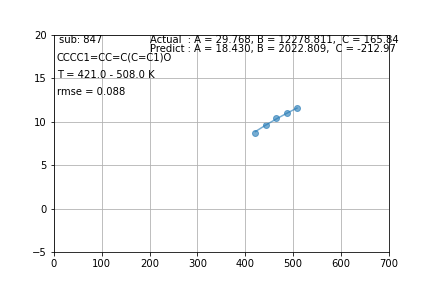 sub: 847
Actual : A = 29.768, B = 12278.811, C = 165.84
Predict : A = 18.430, B = 2022.809, C = -212.97
CCCC1=CC=C(C=C1)O
T = 421.0 - 508.0 K
rmse = 0.088
20
15
10
5
0
−5
0 100 200 300 400 500 600 700